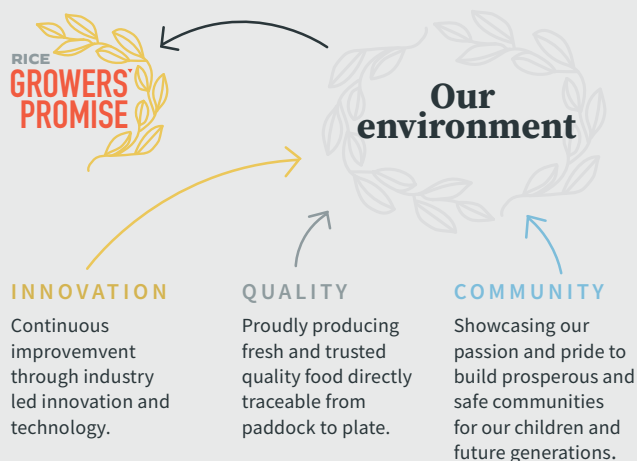 RICE
GROWERS'
PROMISE
Our
environment
INNOVATION
Continuous
improvemvent
through industry
led innovation and
technology.
QUALITY
Proudly producing
fresh and trusted
quality food directly
traceable from
paddock to plate.
COMMUNITY
Showcasing our
passion and pride to
build prosperous and
safe communities
for our children and
future generations.